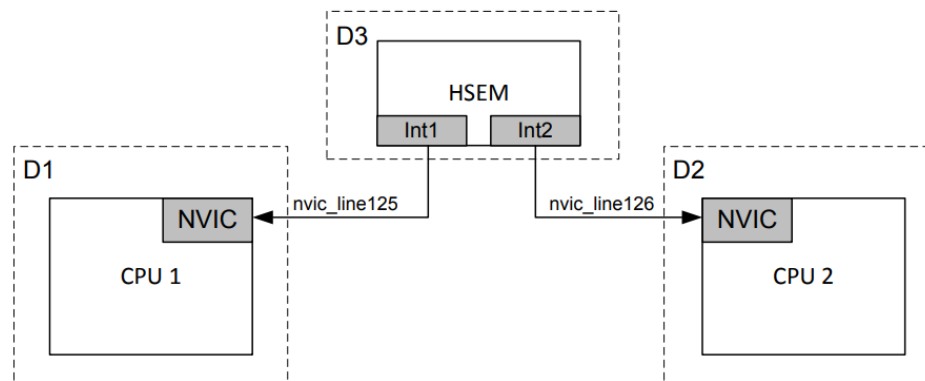 D3
HSEM
Int1
Int2
D1
D2
NVIC
nvic_line125
nvic_line126
NVIC
CPU 1
CPU 2